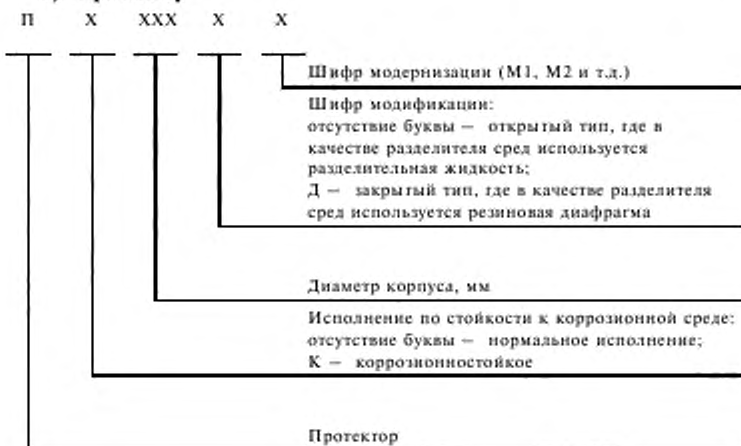 П Х ХХХ Х Х
Шифр модернизации (М1, М2 и т.д.)
Шифр модификации:
отсутствие буквы — открытый тип, где в
качестве разделителя сред используется
разделительная жидкость;
Д — закрытый тип, где в качестве разделителя
сред используется резиновая диафрагма
Диаметр корпуса, мм
Исполнение по стойкости к коррозионной среде:
отсутствие буквы — нормальное исполнение;
К — коррозионностойкое
Протектор